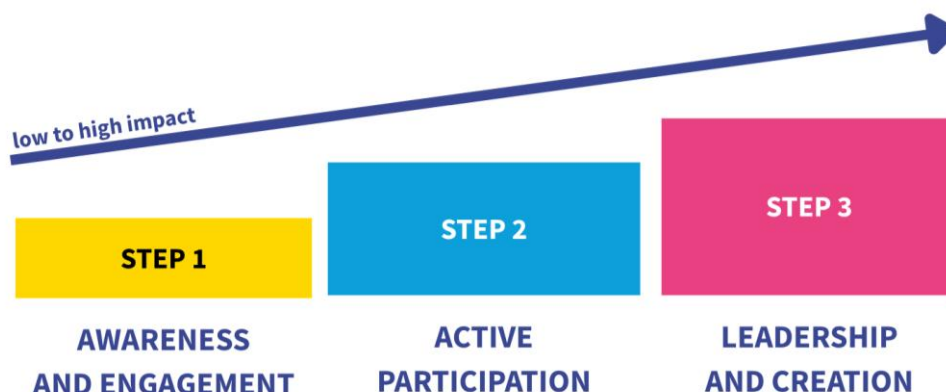 low to high impact
STEP 1
STEP 2
STEP 3
AWARENESS
AND ENGAGEMENT
ACTIVE
PARTICIPATION
LEADERSHIP
AND CREATION